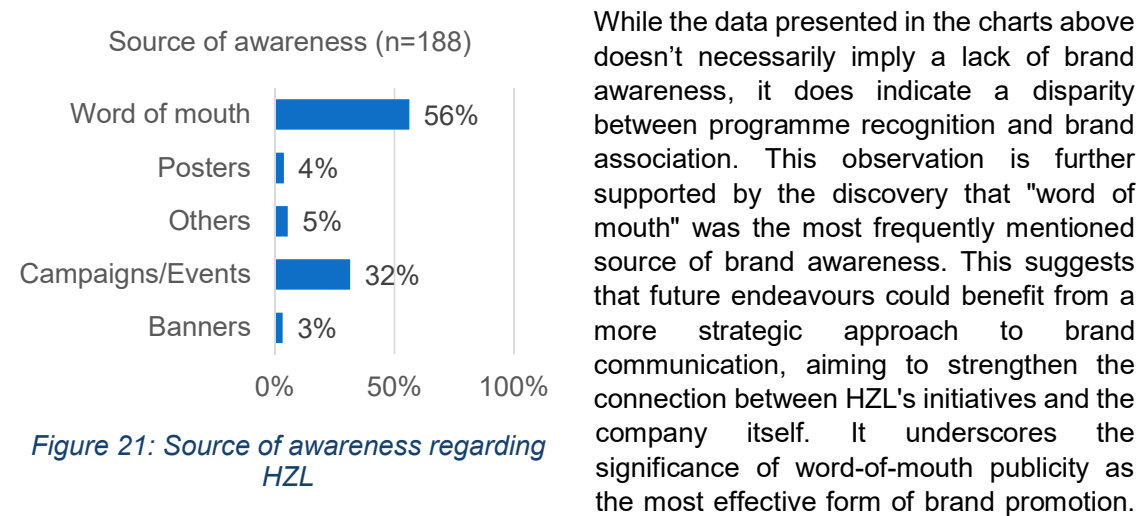 Source of awareness (n=188)
Word of mouth 56%
Posters 4%
Others 5%
Campaigns/Events 32%
Banners 3%
0% 50% 100%
Figure 21: Source of awareness regarding
HZL
While the data presented in the charts above
doesn’t necessarily imply a lack of brand
awareness, it does indicate a disparity
between programme recognition and brand
association. This observation is further
supported by the discovery that "word of
mouth" was the most frequently mentioned
source of brand awareness. This suggests
that future endeavours could benefit from a
more strategic approach to brand
communication, aiming to strengthen the
connection between HZL's initiatives and the
company itself. It underscores the
significance of word-of-mouth publicity as
the most effective form of brand promotion.